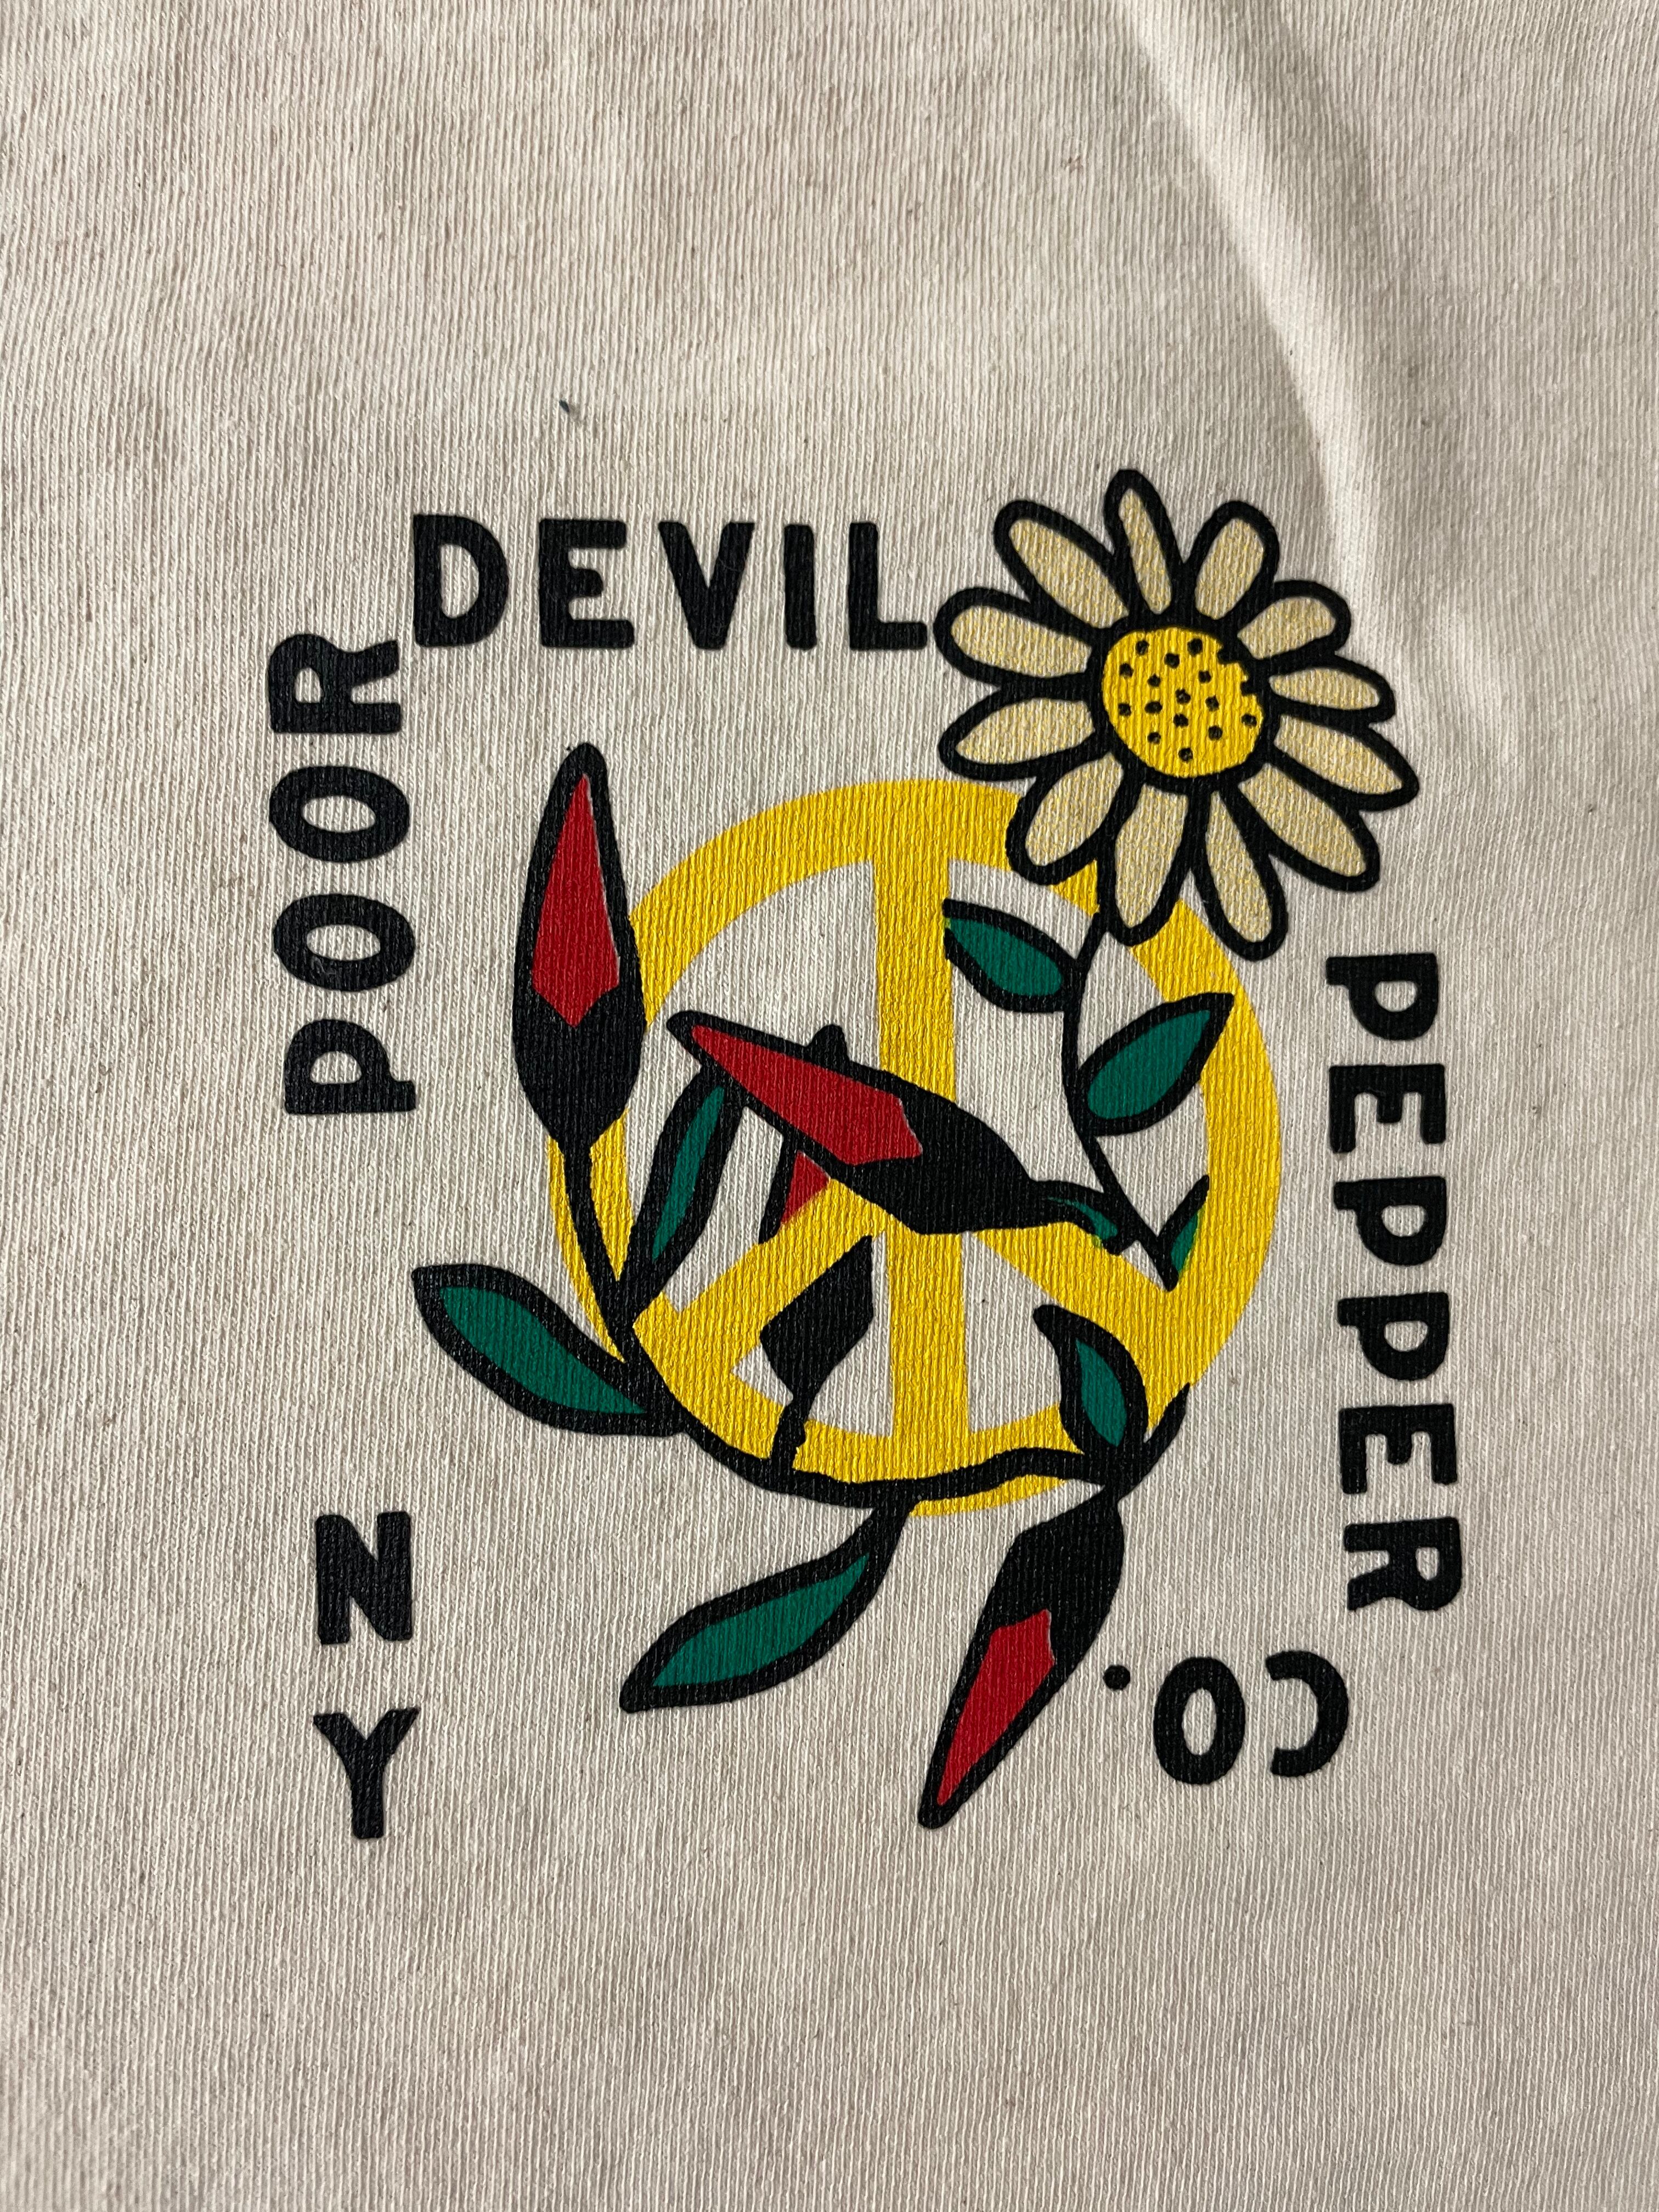 POOR
DEVIL
PEPPER
CO.
NY